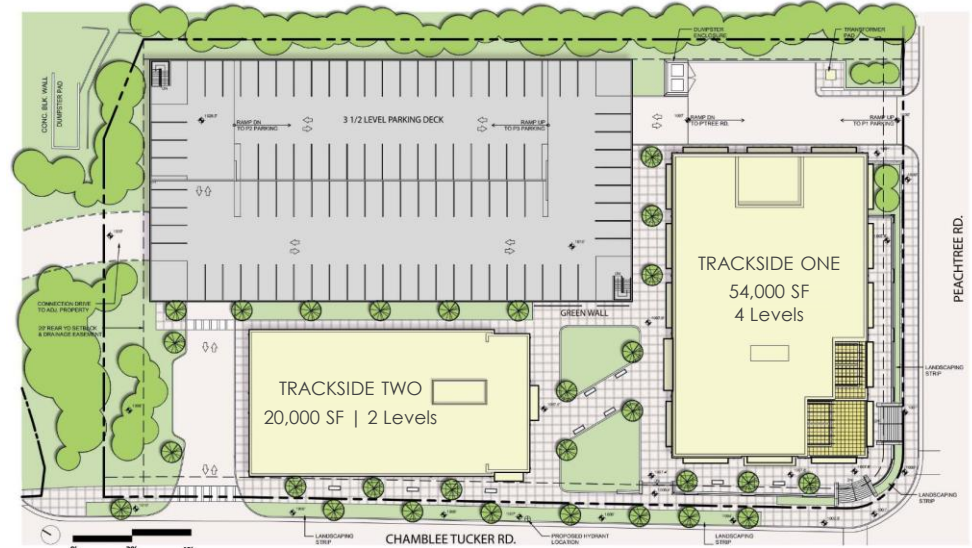 DUMPSTER
ENCLOSURE
TRANSFORMER
PAD
CONC. BLK. WALL
DUMPSTER PAD
RAMP DN
TO P2 PARKING
3 1/2 LEVEL PARKING DECK
RAMP UP
TO P3 PARKING
RAMP DN
TO P'TREE RD.
RAMP UP
TO P1 PARKING
TRACKSIDE ONE
54,000 SF
4 Levels
PEACHTREE RD.
CONNECTION DRIVE
TO ADJ. PROPERTY
20' REAR YD SETBACK
& DRAINAGE EASEMENT
GREEN WALL
TRACKSIDE TWO
20,000 SF | 2 Levels
LANDSCAPING
STRIP
LANDSCAPING
STRIP
LANDSCAPING
STRIP
CHAMBLEE TUCKER RD.
PROPOSED HYDRANT
LOCATION
LANDSCAPING
STRIP